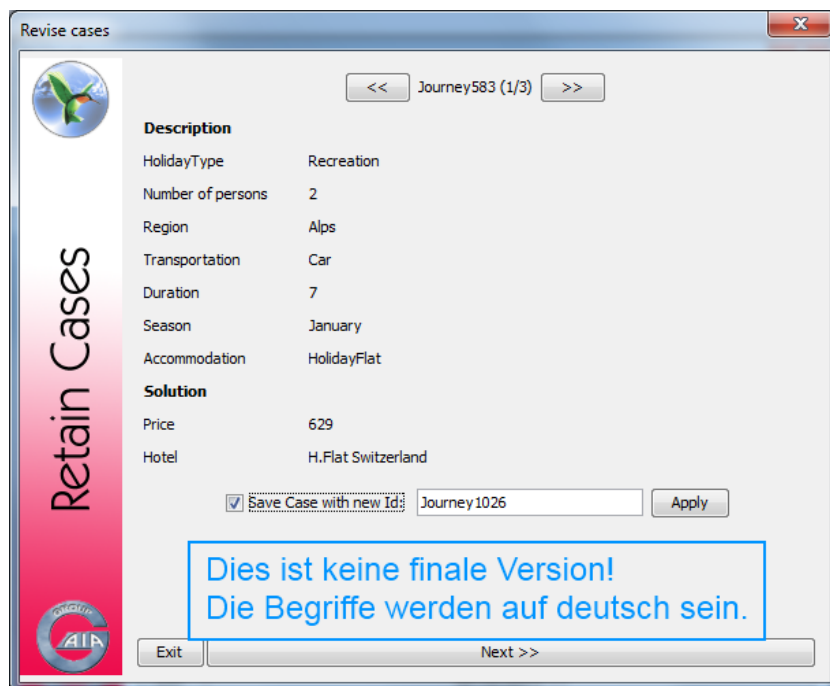 Revise cases
<< Journey583 (1/3) >>
Description
HolidayType Recreation
Number of persons 2
Region Alps
Transportation Car
Duration 7
Season January
Accommodation HolidayFlat
Solution
Price 629
Hotel H.Flat Switzerland
Save Case with new Id: Journey1026 Apply
Dies ist keine finale Version!
Die Begriffe werden auf deutsch sein.
Exit Next >>
Retain Cases
GAIA